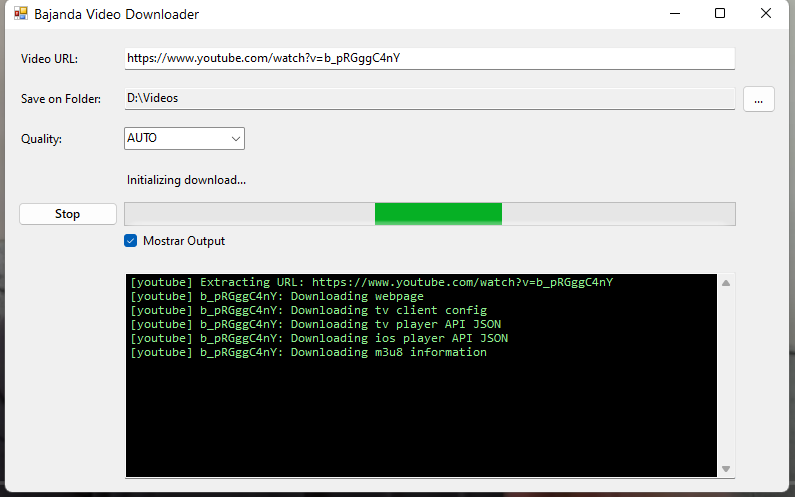 Bajanda Video Downloader
Video URL: https://www.youtube.com/watch?v=b_pRGggC4nY
Save on Folder: D:\Videos ...
Quality: AUTO
Initializing download...
Stop
Mostrar Output
[youtube] Extracting URL: https://www.youtube.com/watch?v=b_pRGggC4nY
[youtube] b_pRGggC4nY: Downloading webpage
[youtube] b_pRGggC4nY: Downloading tv client config
[youtube] b_pRGggC4nY: Downloading tv player API JSON
[youtube] b_pRGggC4nY: Downloading ios player API JSON
[youtube] b_pRGggC4nY: Downloading m3u8 information